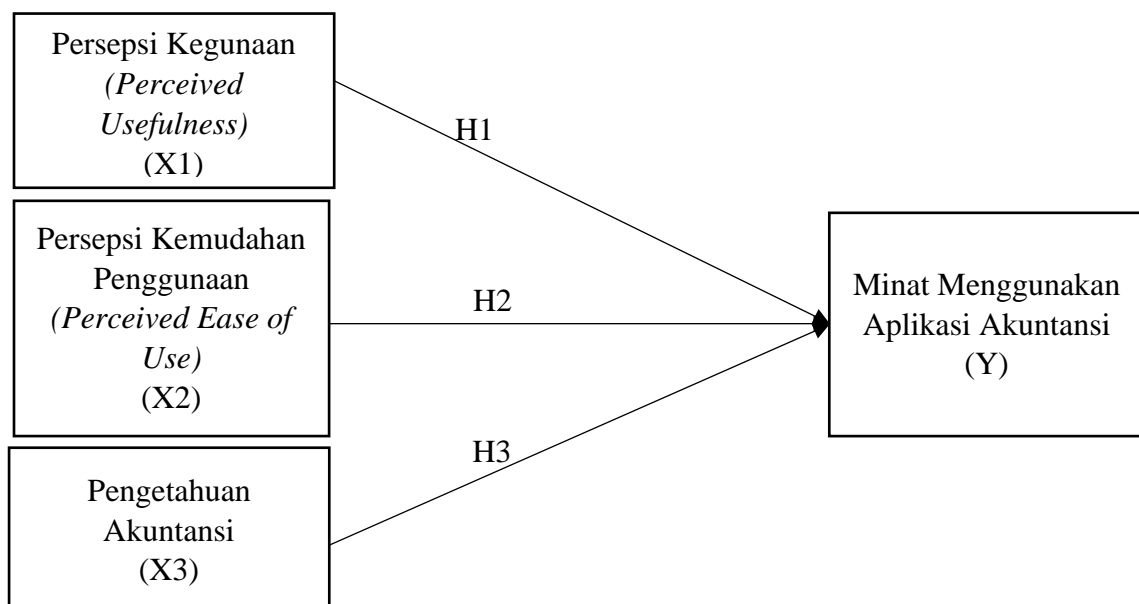 Persepsi Kegunaan
(Perceived
Usefulness)
(X1)
H1
Persepsi Kemudahan
Penggunaan
(Perceived Ease of
Use)
(X2)
H2
Pengetahuan
Akuntansi
(X3)
H3
Minat Menggunakan
Aplikasi Akuntansi
(Y)